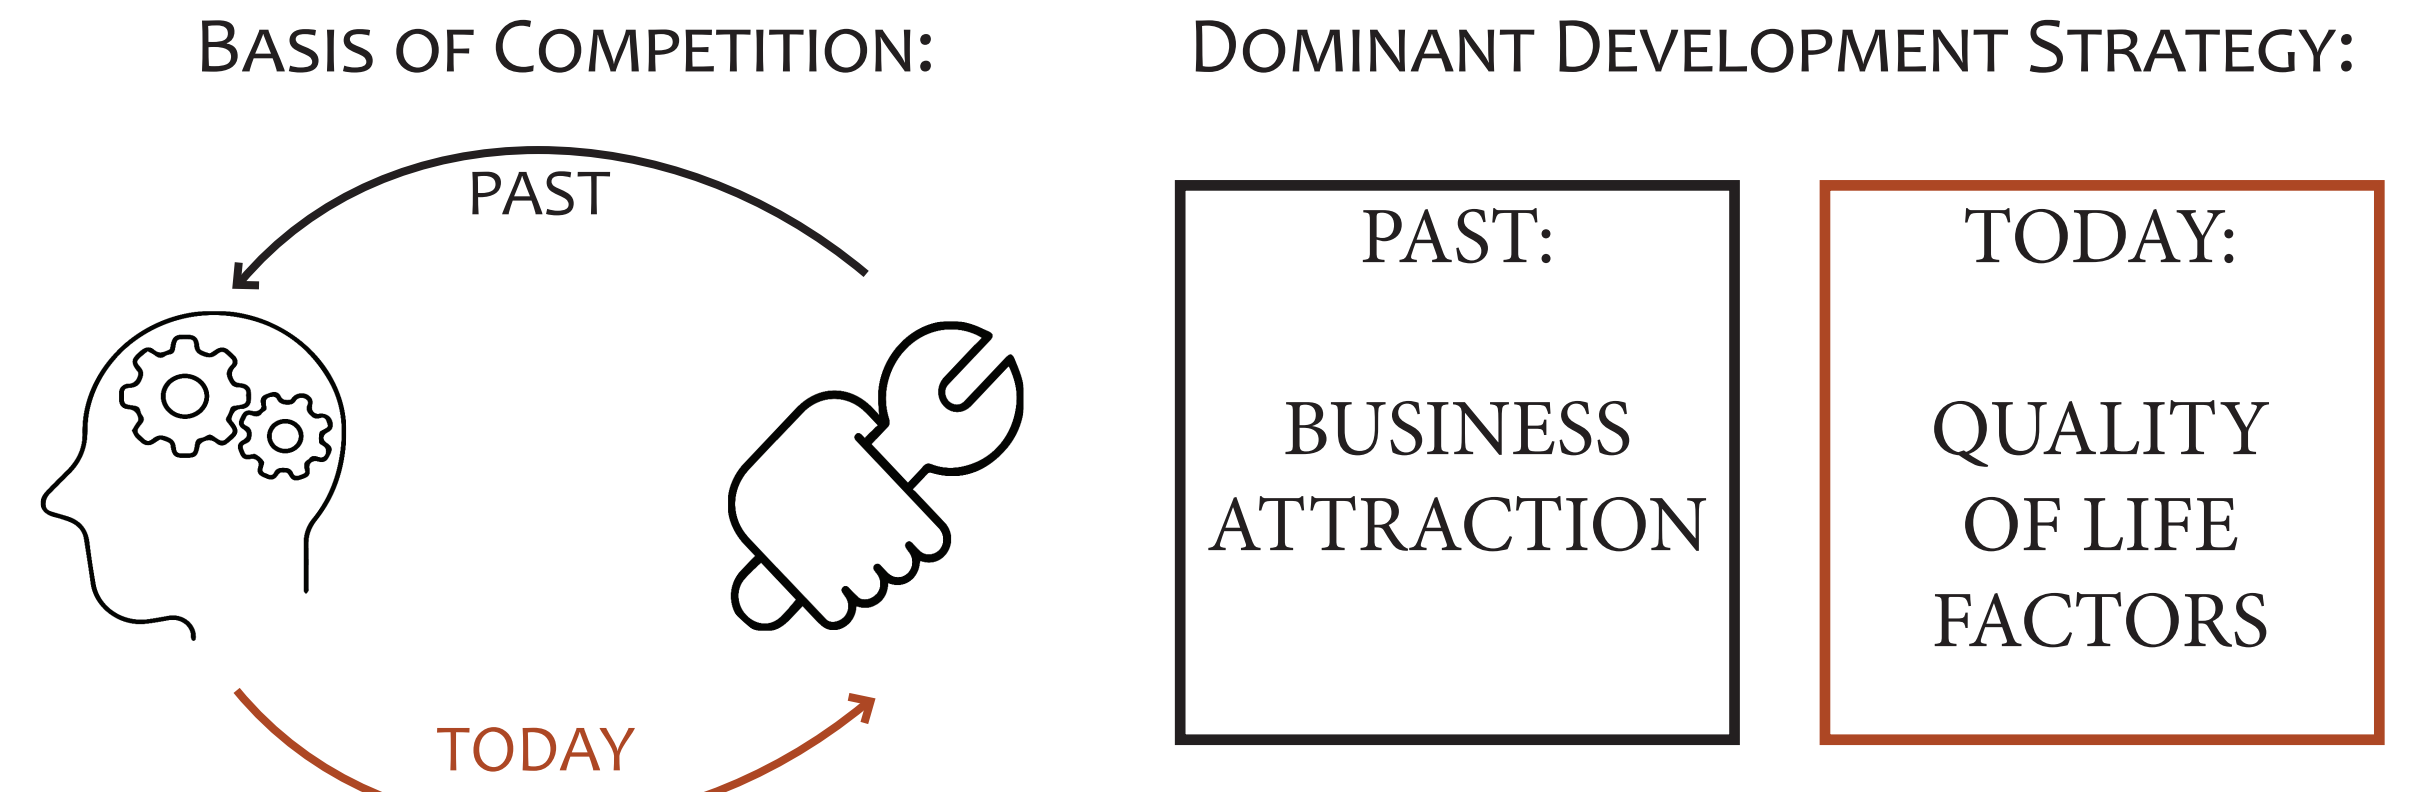 BASIS OF COMPETITION:
PAST
TODAY
DOMINANT DEVELOPMENT STRATEGY:
PAST:
BUSINESS
ATTRACTION
TODAY:
QUALITY
OF LIFE
FACTORS